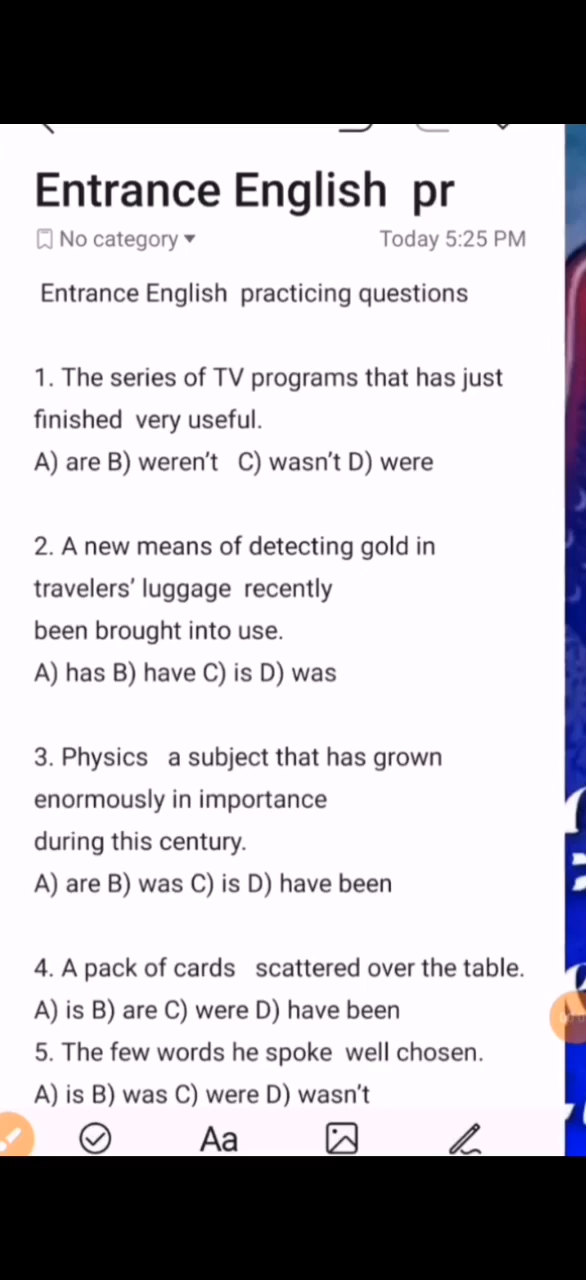 Entrance English pr
No category
Today 5:25 PM
Entrance English practicing questions
1. The series of TV programs that has just
finished very useful.
A) are B) weren't C) wasn't D) were
2. A new means of detecting gold in
travelers' luggage recently
been brought into use.
A) has B) have C) is D) was
3. Physics a subject that has grown
enormously in importance
during this century.
A) are B) was C) is D) have been
4. A pack of cards scattered over the table.
A) is B) are C) were D) have been
5. The few words he spoke well chosen.
A) is B) was C) were D) wasn't
Aa